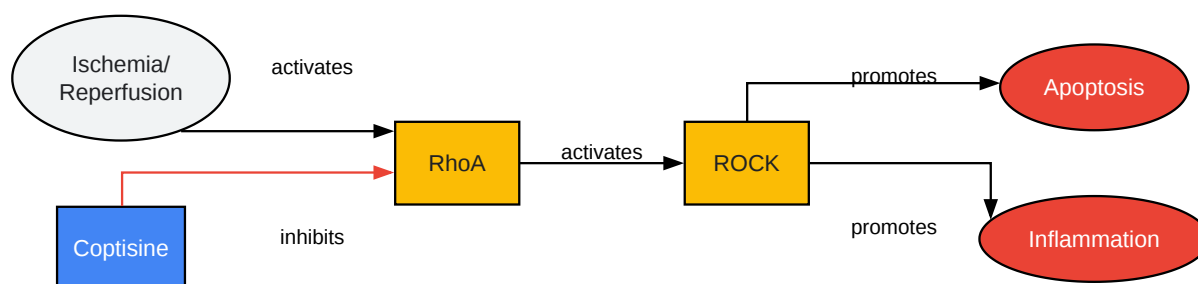 Ischemia/
Reperfusion
activates
promotes
Apoptosis
RhoA
activates
ROCK
Coptisine
inhibits
promotes
Inflammation